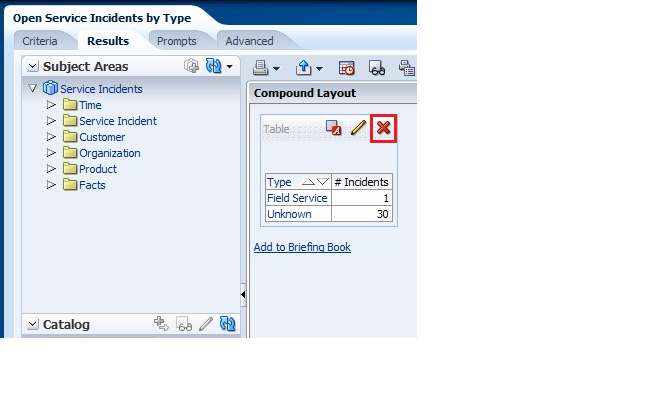 Open Service Incidents by Type
Criteria Results Prompts Advanced
Subject Areas
Service Incidents
Time
Service Incident
Customer
Organization
Product
Facts
Catalog
Compound Layout
Table
Type # Incidents
Field Service 1
Unknown 30
Add to Briefing Book